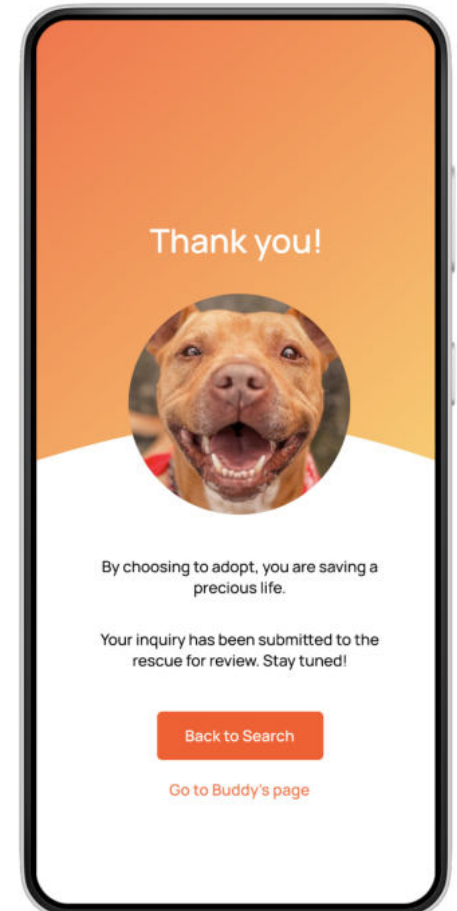 Thank you!
By choosing to adopt, you are saving a
precious life.
Your inquiry has been submitted to the
rescue for review. Stay tuned!
Back to Search
Go to Buddy's page